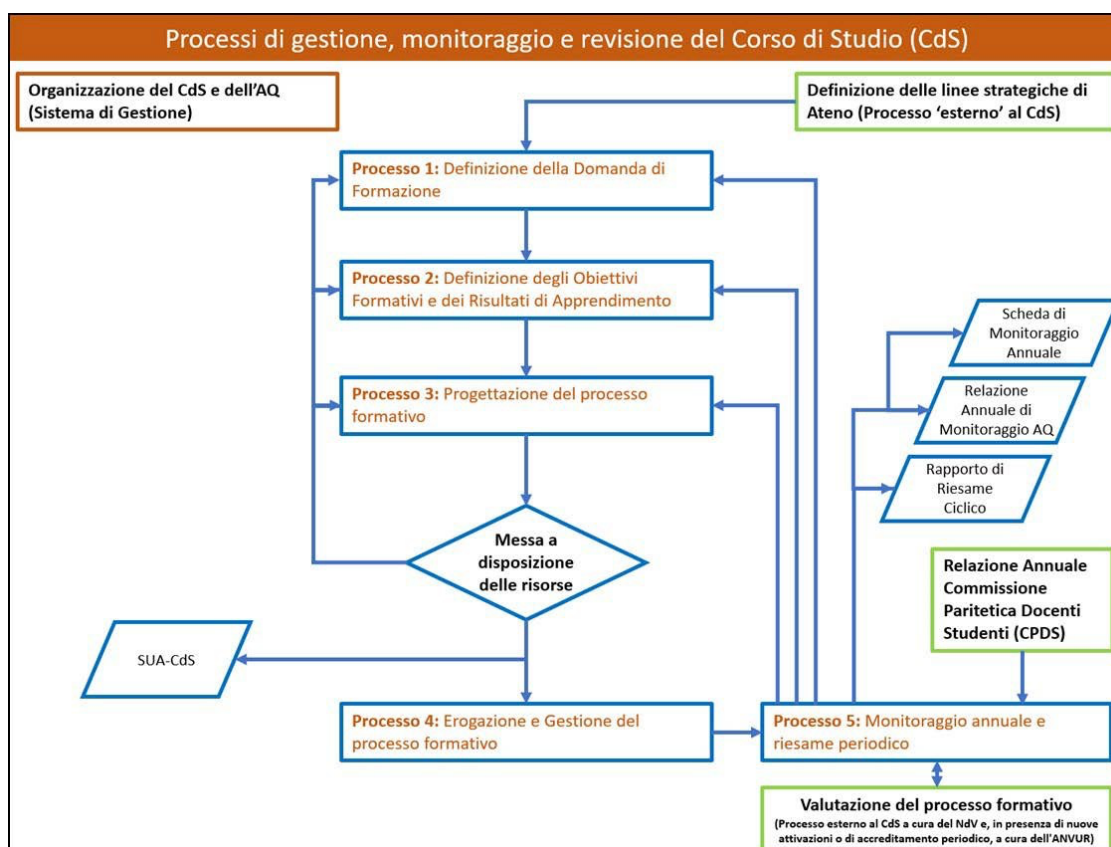 Processi di gestione, monitoraggio e revisione del Corso di Studio (CdS)
Organizzazione del CdS e dell'AQ
(Sistema di Gestione)
Definizione delle linee strategiche di
Ateno (Processo 'esterno' al CdS)
Processo 1: Definizione della Domanda di
Formazione
Processo 2: Definizione degli Obiettivi
Formativi e dei Risultati di Apprendimento
Scheda di
Monitoraggio
Annuale
Processo 3: Progettazione del processo
formativo
Relazione
Annuale di
Monitoraggio AQ
Rapporto di
Riesame
Ciclico
Messa a
disposizione
delle risorse
Relazione Annuale
Commissione
Paritetica Docenti
Studenti (CPDS)
SUA-CdS
Processo 4: Erogazione e Gestione del
processo formativo
Processo 5: Monitoraggio annuale e
riesame periodico
Valutazione del processo formativo
(Processo esterno al CdS a cura del NdV e, in presenza di nuove
attivazioni o di accreditamento periodico, a cura dell'ANVUR)